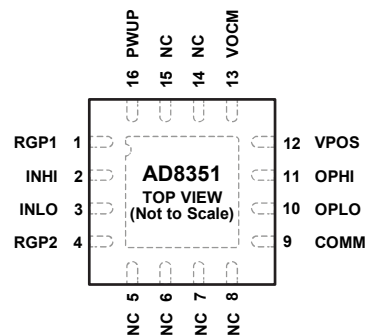 16 PWUP
15 NC
14 NC
13 VOCM
RGP1 1
INHI 2
INLO 3
RGP2 4
AD8351
TOP VIEW
(Not to Scale)
12 VPOS
11 OPHI
10 OPLO
9 COMM
NC 5
NC 6
NC 7
NC 8